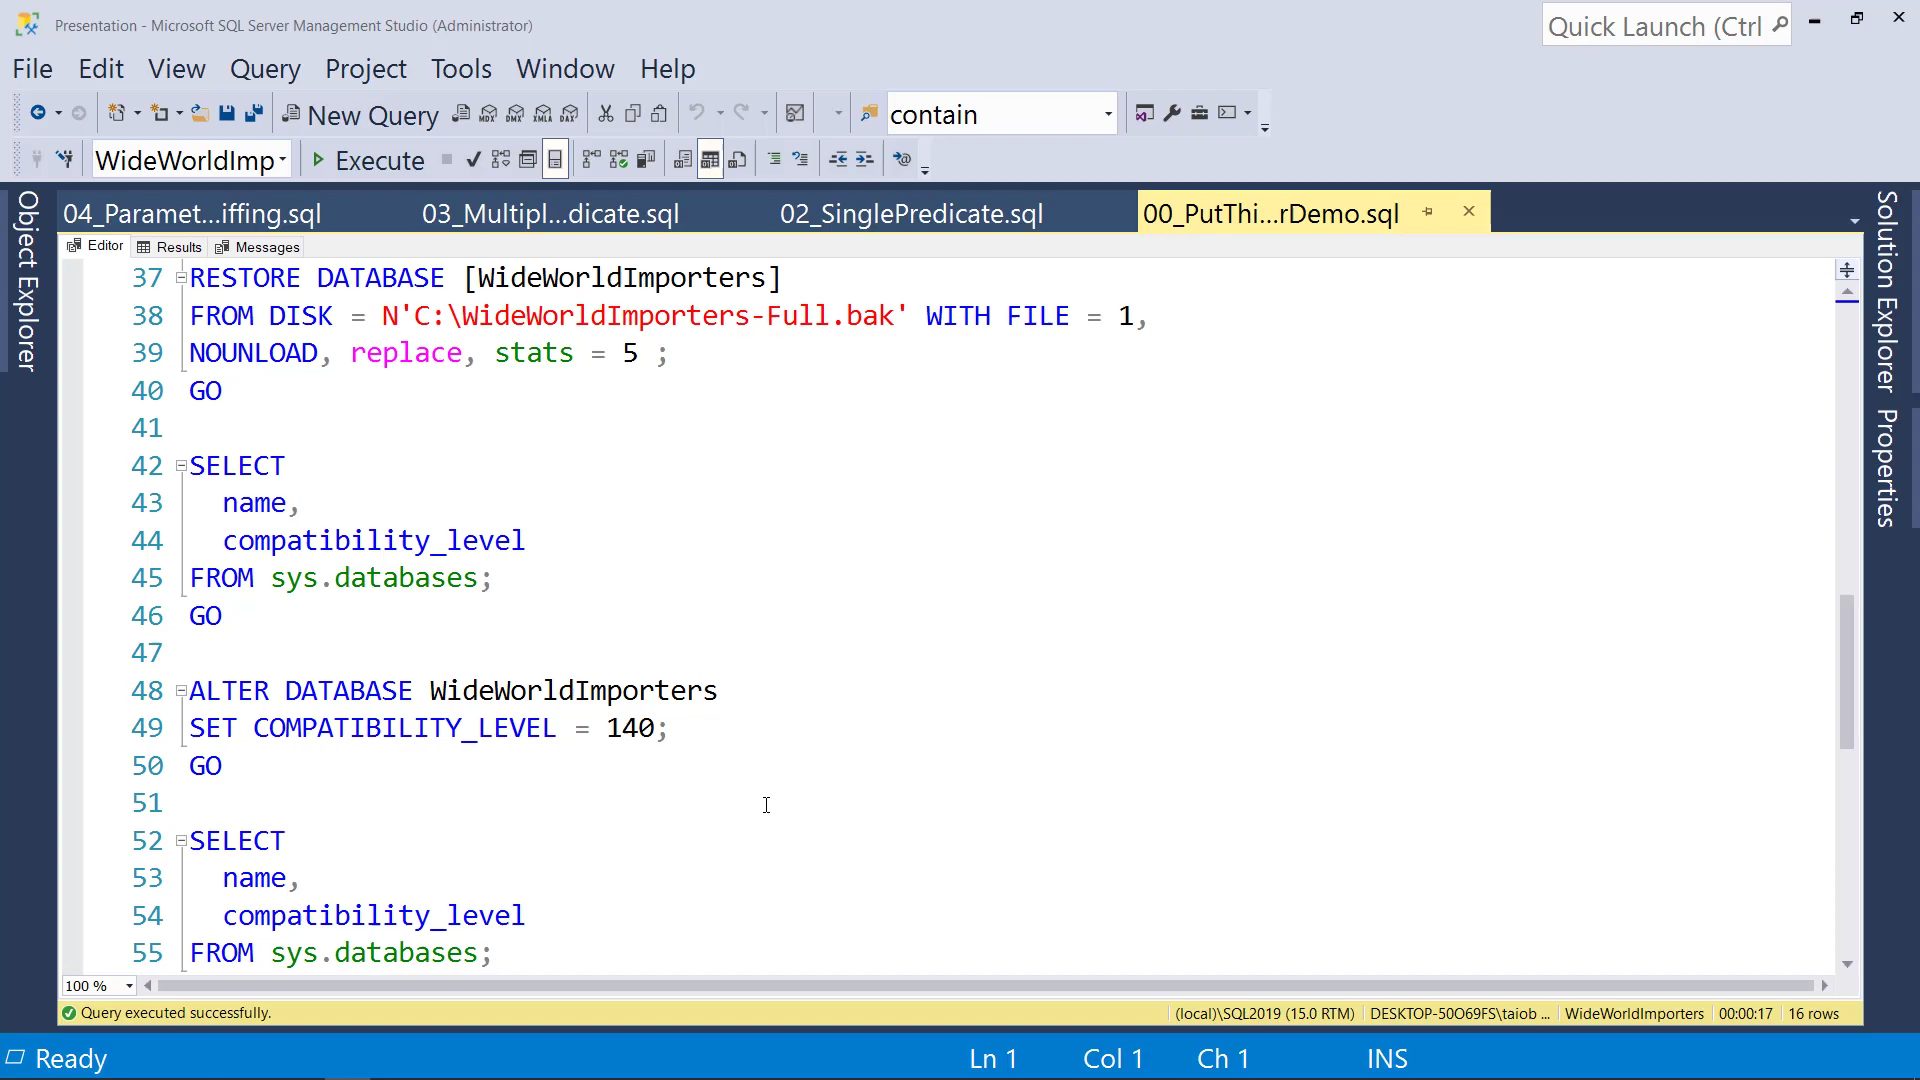 Presentation - Microsoft SQL Server Management Studio (Administrator)
Quick Launch (Ctrl
File Edit View Query Project Tools Window Help
New Query
MDX DMX XMLA DAX
contain
WideWorldImp
Execute
Object Explorer
04_Paramet...iffing.sql
03_Multipl...dicate.sql
02_SinglePredicate.sql
00_PutThi...rDemo.sql
Solution Explorer
Properties
Editor Results Messages
37 RESTORE DATABASE [WideWorldImporters]
38 FROM DISK = N'C:\WideWorldImporters-Full.bak' WITH FILE = 1,
39 NOUNLOAD, replace, stats = 5 ;
40 GO
41
42 SELECT
43 name,
44 compatibility_level
45 FROM sys.databases;
46 GO
47
48 ALTER DATABASE WideWorldImporters
49 SET COMPATIBILITY_LEVEL = 140;
50 GO
51
52 SELECT
53 name,
54 compatibility_level
55 FROM sys.databases;
100 %
Query executed successfully.
(local)\SQL2019 (15.0 RTM)
DESKTOP-50O69FS\taiob ...
WideWorldImporters
00:00:17
16 rows
Ready
Ln 1
Col 1
Ch 1
INS